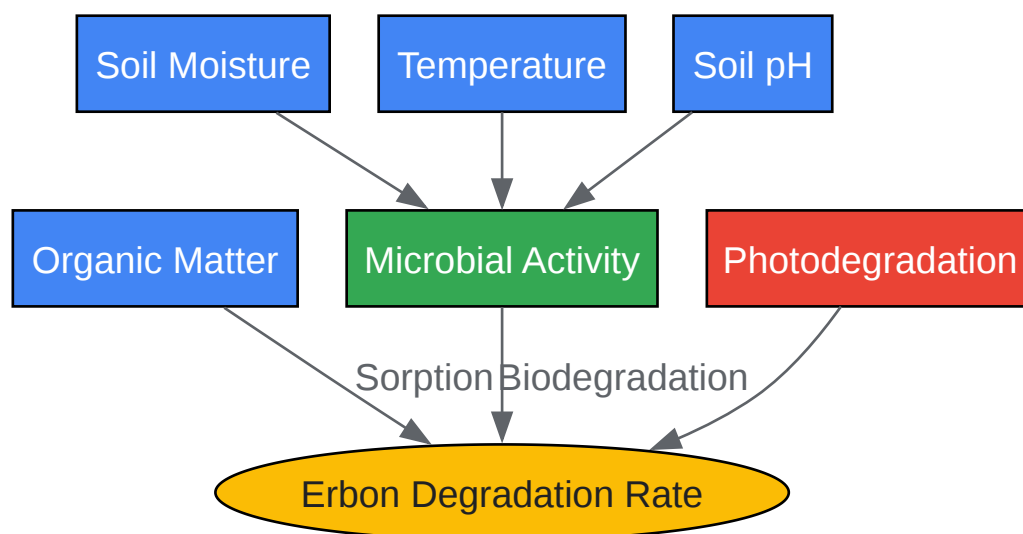 Soil Moisture
Temperature
Soil pH
Organic Matter
Microbial Activity
Photodegradation
Sorption
Biodegradation
Erbon Degradation Rate